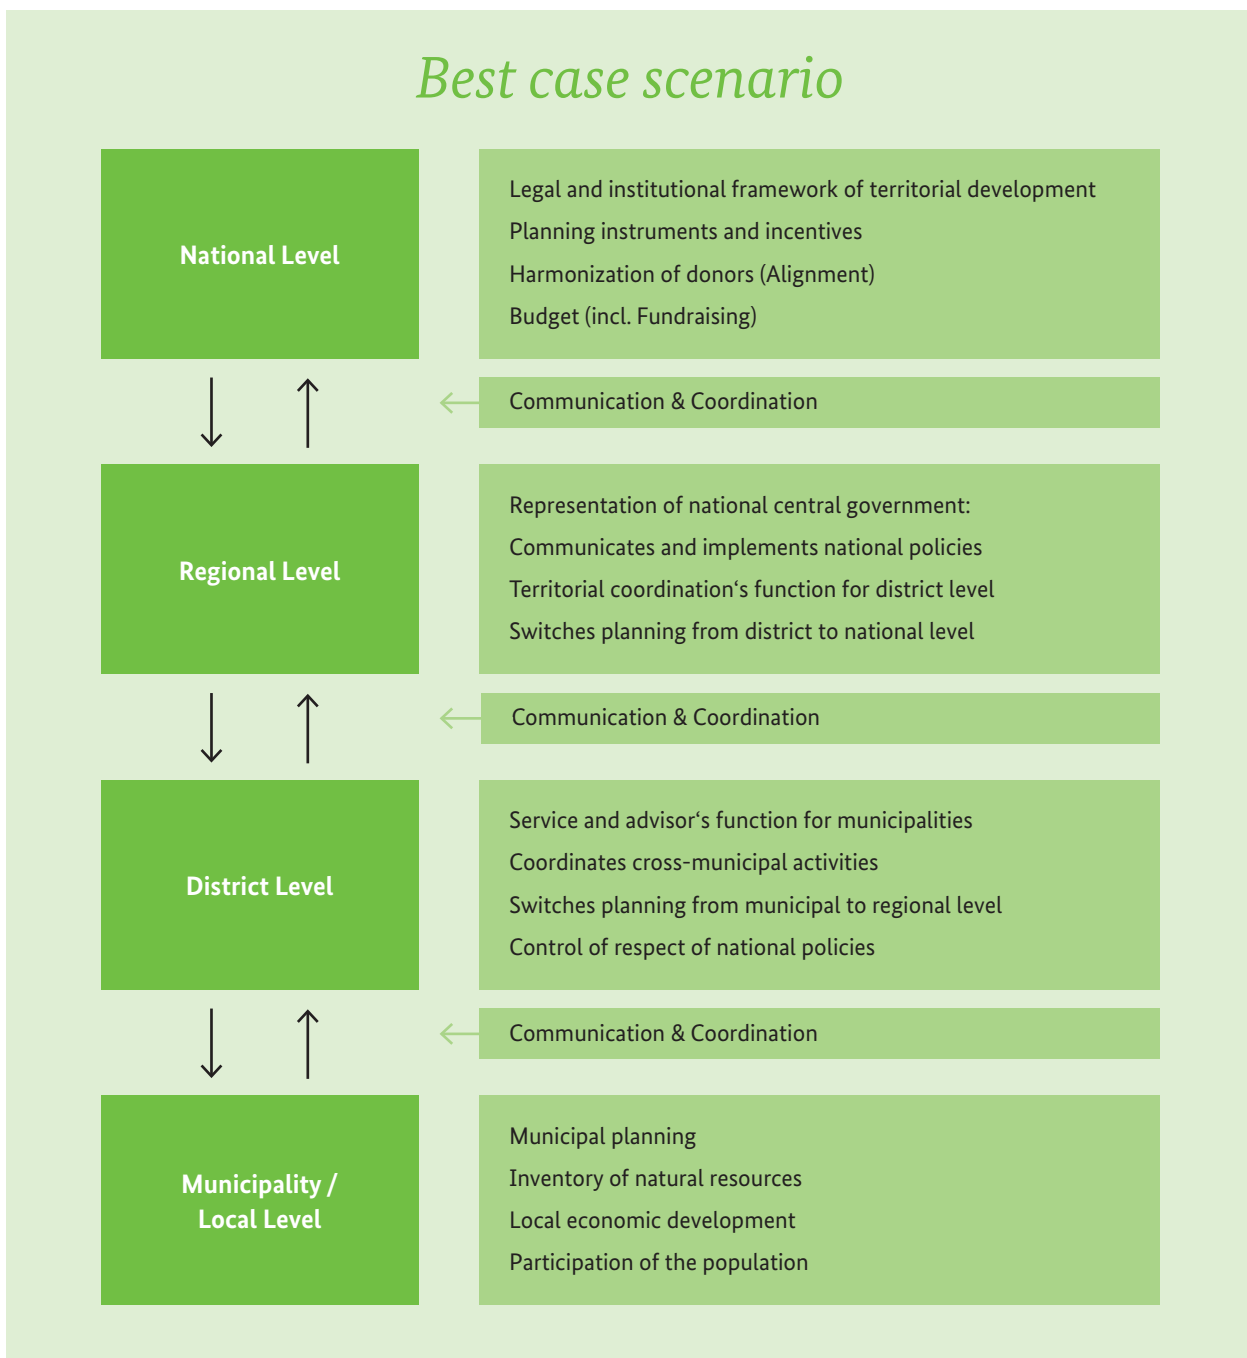 Best case scenario
National Level
Legal and institutional framework of territorial development
Planning instruments and incentives
Harmonization of donors (Alignment)
Budget (incl. Fundraising)
Communication & Coordination
Regional Level
Representation of national central government:
Communicates and implements national policies
Territorial coordination‘s function for district level
Switches planning from district to national level
Communication & Coordination
District Level
Service and advisor‘s function for municipalities
Coordinates cross-municipal activities
Switches planning from municipal to regional level
Control of respect of national policies
Communication & Coordination
Municipality /
Local Level
Municipal planning
Inventory of natural resources
Local economic development
Participation of the population